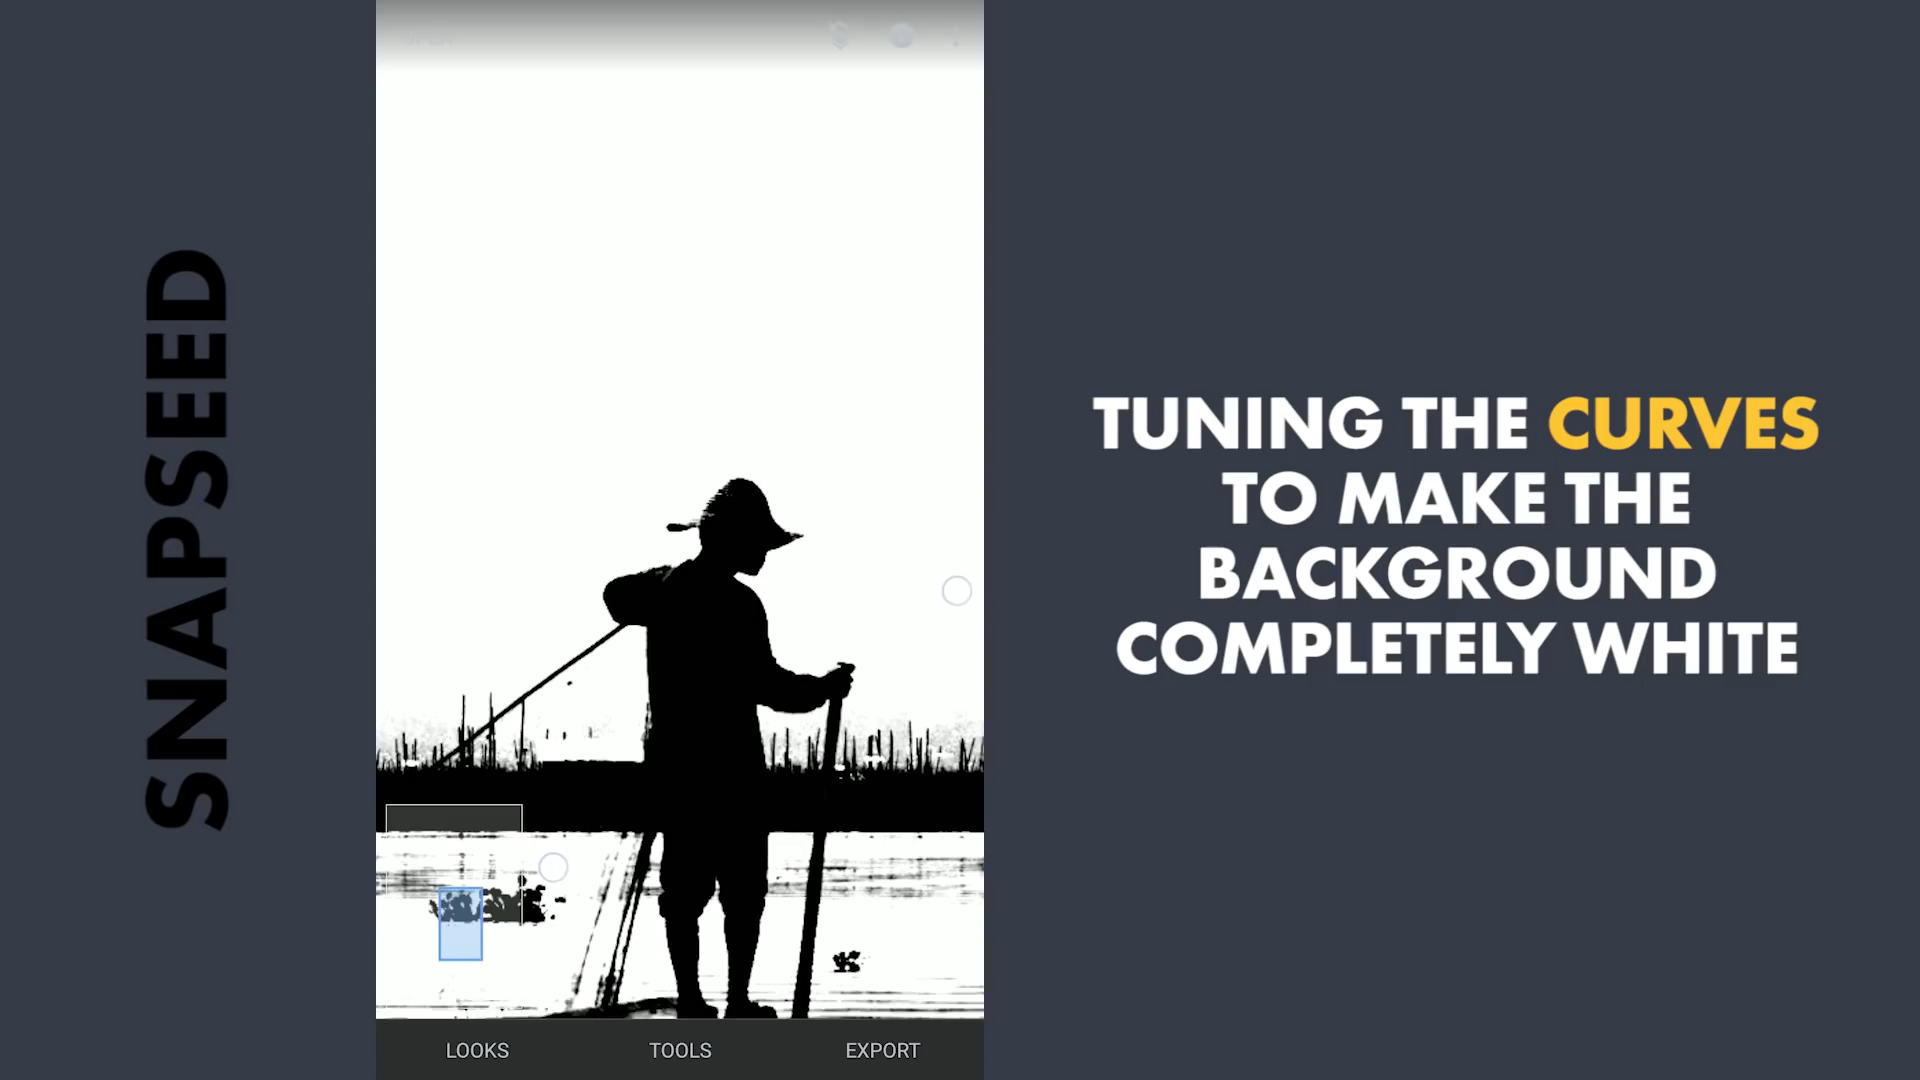 SNAPSEED
TUNING THE CURVES
TO MAKE THE
BACKGROUND
COMPLETELY WHITE
LOOKS
TOOLS
EXPORT